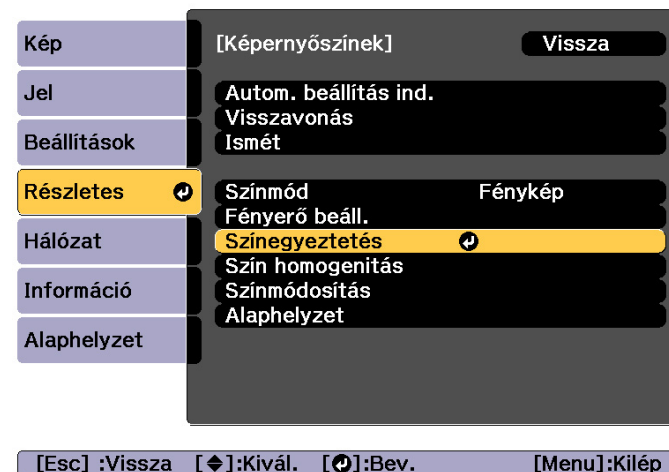 Kép
Jel
Beállítások
Részletes
Hálózat
Információ
Alaphelyzet
[Képernyőszínek] Vissza
Autom. beállítás ind.
Visszavonás
Ismét
Színmód Fénykép
Fényerő beáll.
Színegyeztetés
Szín homogenitás
Színmódosítás
Alaphelyzet
[Esc] :Vissza [◆]:Kivál. [↲]:Bev. [Menu]:Kilép